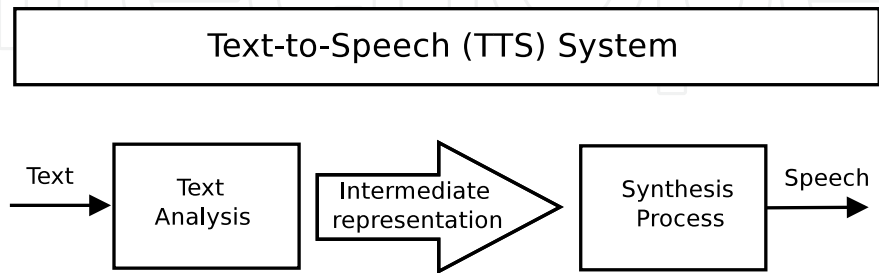 Text-to-Speech (TTS) System
Text
Text
Analysis
Intermediate
representation
Synthesis
Process
Speech